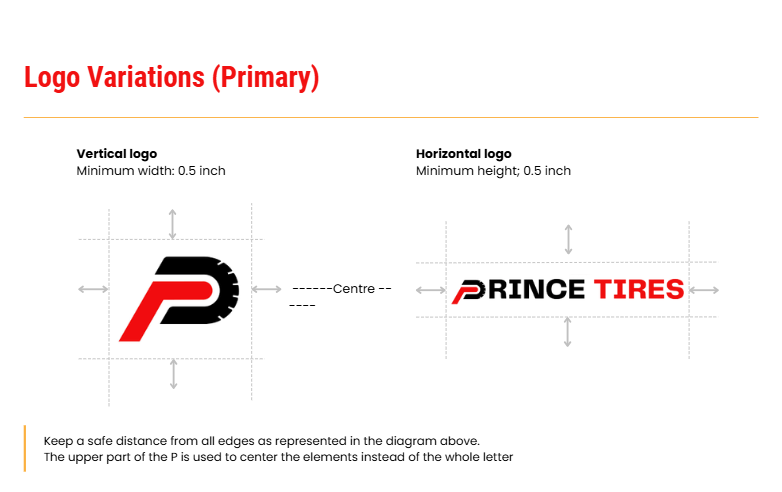 Logo Variations (Primary)
Vertical logo
Minimum width: 0.5 inch
Horizontal logo
Minimum height; 0.5 inch
------Centre --
----
PRINCE TIRES
Keep a safe distance from all edges as represented in the diagram above.
The upper part of the P is used to center the elements instead of the whole letter